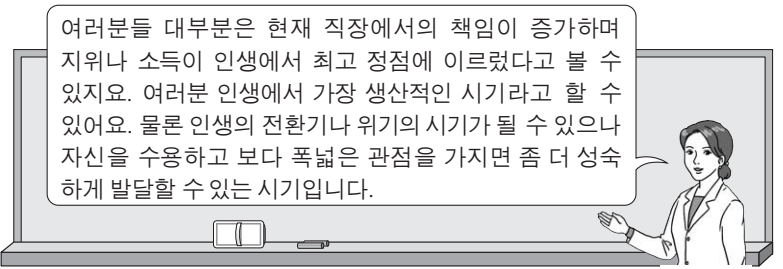 여러분들 대부분은 현재 직장에서의 책임이 증가하며
지위나 소득이 인생에서 최고 정점에 이르렀다고 볼 수
있지요. 여러분 인생에서 가장 생산적인 시기라고 할 수
있어요. 물론 인생의 전환기나 위기의 시기가 될 수 있으나
자신을 수용하고 보다 폭넓은 관점을 가지면 좀 더 성숙
하게 발달할 수 있는 시기입니다.